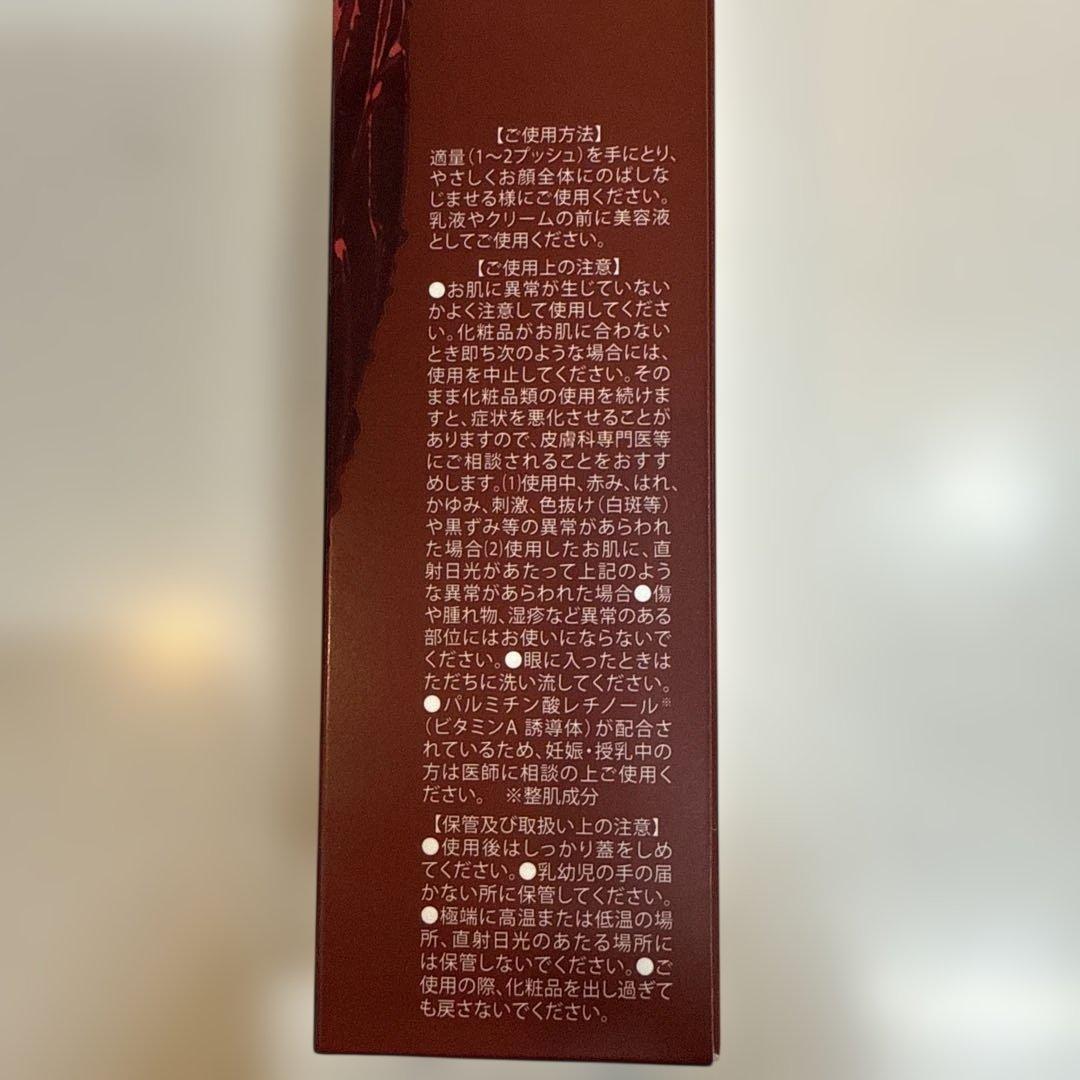 【ご使用方法】
適量(1〜2プッシュ)を手にとり、
やさしくお顔全体にのばしな
じませる様にご使用ください。
乳液やクリームの前に美容液
としてご使用ください。
【ご使用上の注意】
●お肌に異常が生じていない
かよく注意して使用してくださ
い。化粧品がお肌に合わない
とき即ち次のような場合には、
使用を中止してください。その
まま化粧品類の使用を続けま
すと、症状を悪化させることが
ありますので、皮膚科専門医等
にご相談されることをおすす
めします。(1)使用中、赤み、はれ、
かゆみ、刺激、色抜け(白斑等)
や黒ずみ等の異常があらわれ
た場合(2)使用したお肌に、直
射日光があたって上記のよう
な異常があらわれた場合●傷
や腫れ物、湿疹など異常のある
部位にはお使いにならないで
ください。●眼に入ったときは
ただちに洗い流してください。
●パルミチン酸レチノール※
(ビタミンA 誘導体)が配合さ
れているため、妊娠・授乳中の
方は医師に相談の上ご使用く
ださい。 ※整肌成分
【保管及び取扱い上の注意】
●使用後はしっかり蓋をしめ
てください。●乳幼児の手の届
かない所に保管してください。
●極端に高温または低温の場
所、直射日光のあたる場所に
は保管しないでください。●ご
使用の際、化粧品を出し過ぎて
も戻さないでください。